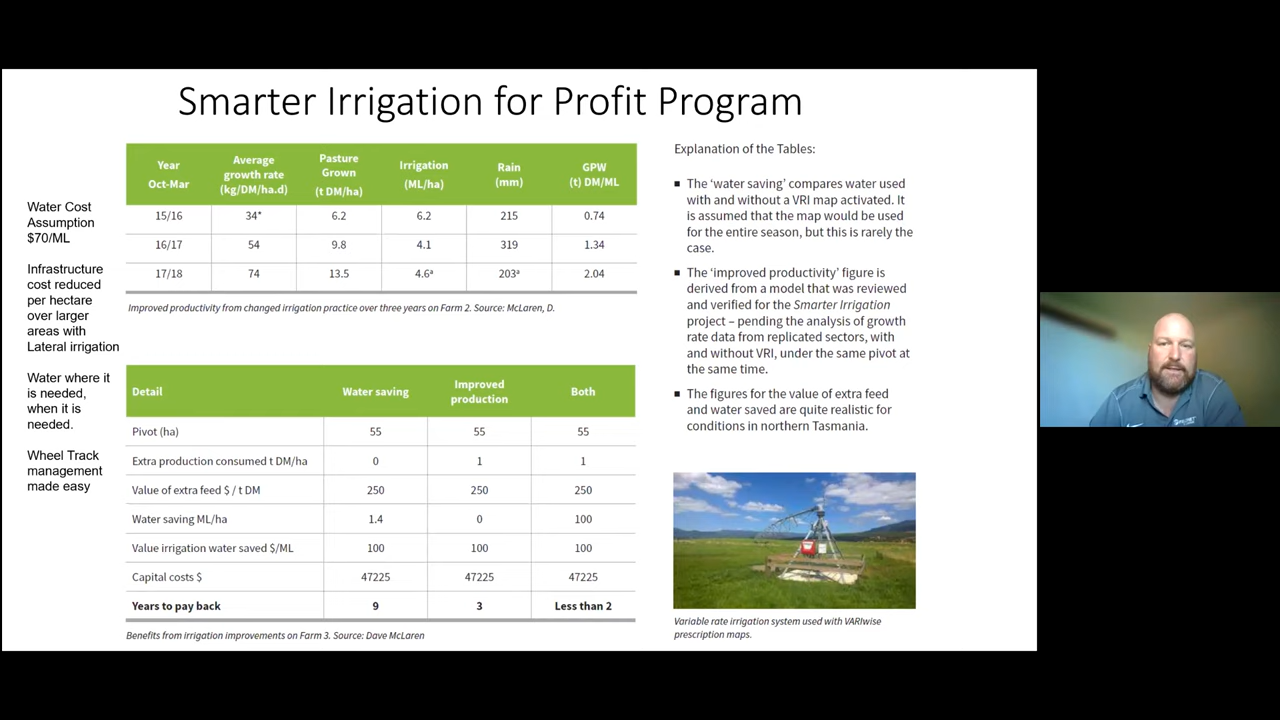 Smarter Irrigation for Profit Program
Water Cost
Assumption
$70/ML
Infrastructure
cost reduced
per hectare
over larger
areas with
Lateral irrigation
Water where it
is needed,
when it is
needed.
Wheel Track
management
made easy
Year Oct-Mar Average growth rate (kg/DM/ha.d) Pasture Grown (t DM/ha) Irrigation (ML/ha) Rain (mm) GPW (t) DM/ML
15/16 34* 6.2 6.2 215 0.74
16/17 54 9.8 4.1 319 1.34
17/18 74 13.5 4.6ᵃ 203ᵃ 2.04
Improved productivity from changed irrigation practice over three years on Farm 2. Source: McLaren, D.
Detail Water saving Improved production Both
Pivot (ha) 55 55 55
Extra production consumed t DM/ha 0 1 1
Value of extra feed $ / t DM 250 250 250
Water saving ML/ha 1.4 0 100
Value irrigation water saved $/ML 100 100 100
Capital costs $ 47225 47225 47225
Years to pay back 9 3 Less than 2
Benefits from irrigation improvements on Farm 3. Source: Dave McLaren
Explanation of the Tables:
▪ The ‘water saving’ compares water used
with and without a VRI map activated. It
is assumed that the map would be used
for the entire season, but this is rarely the
case.
▪ The ‘improved productivity’ figure is
derived from a model that was reviewed
and verified for the Smarter Irrigation
project – pending the analysis of growth
rate data from replicated sectors, with
and without VRI, under the same pivot at
the same time.
▪ The figures for the value of extra feed
and water saved are quite realistic for
conditions in northern Tasmania.
Variable rate irrigation system used with VARIwise
prescription maps.